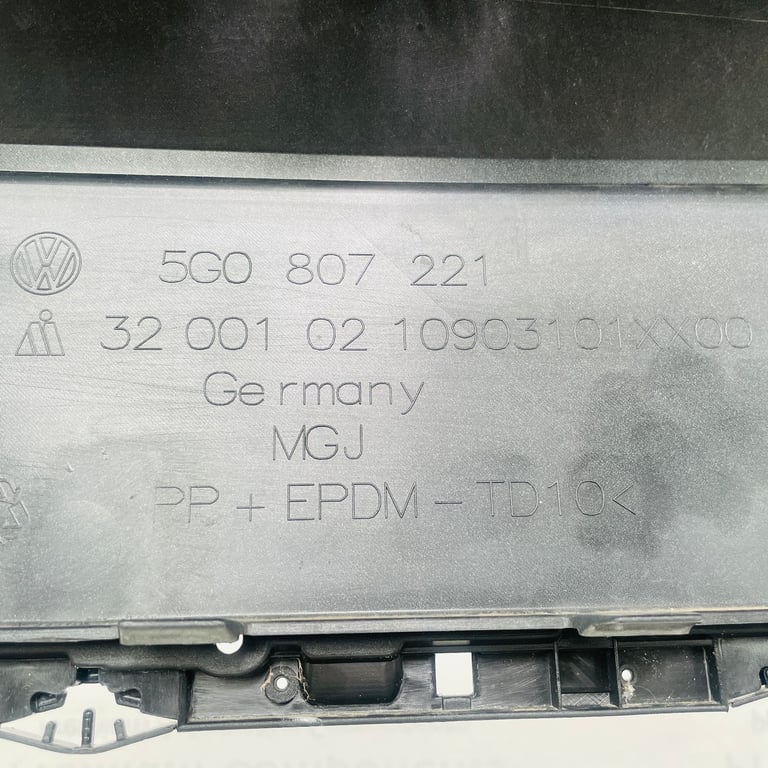 5G0 807 221
32 001 02 10903101XX00
Germany
MGJ
PP + EPDM - TD10<